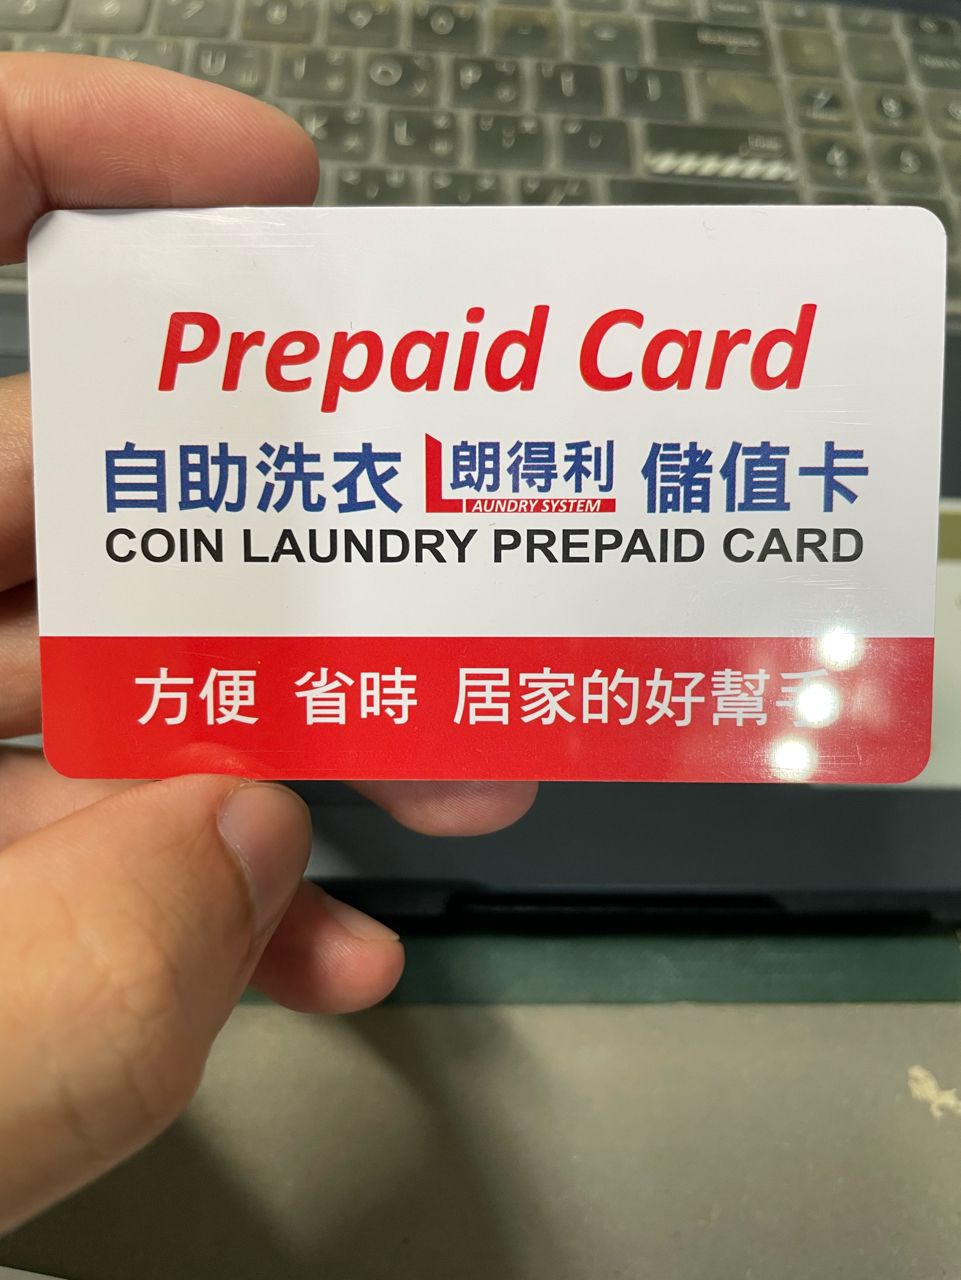 Prepaid Card
自助洗衣 朗得利 儲值卡
LAUNDRY SYSTEM
COIN LAUNDRY PREPAID CARD
方便 省時 居家的好幫手